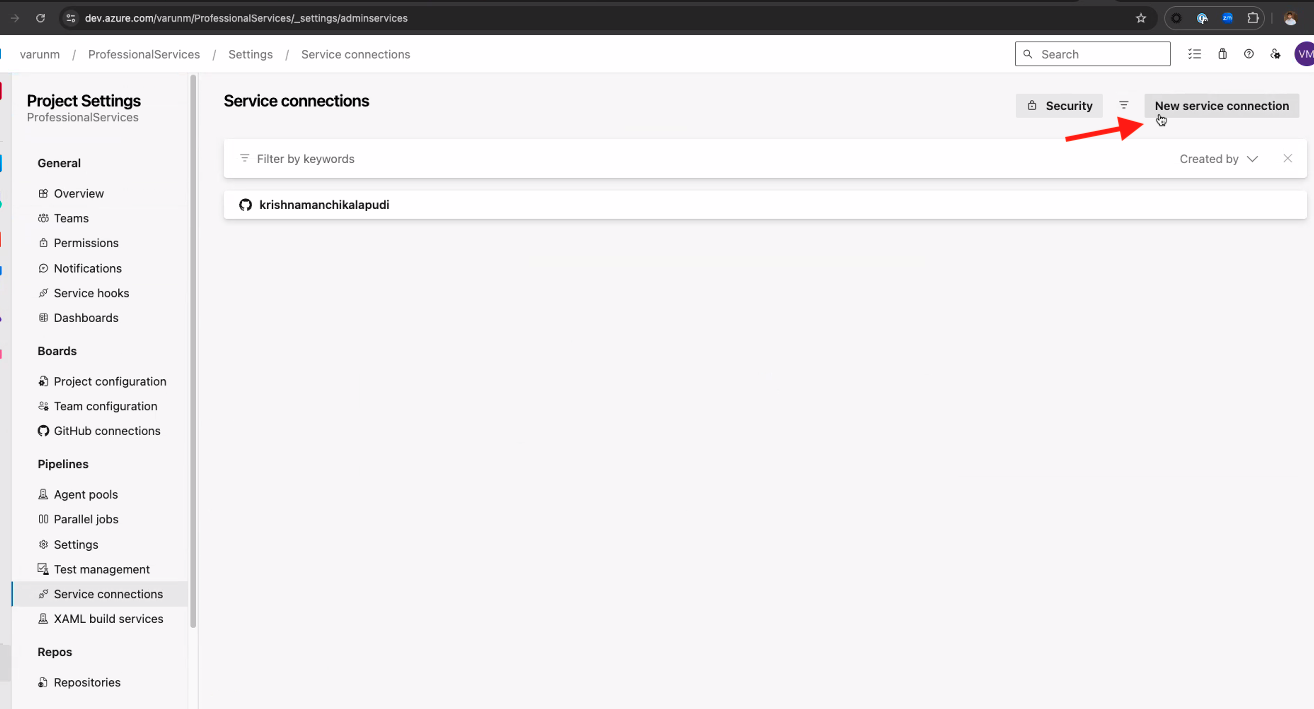 dev.azure.com/varunm/ProfessionalServices/_settings/adminservices
zm
varunm / ProfessionalServices / Settings / Service connections
Search
VM
Project Settings
ProfessionalServices
General
Overview
Teams
Permissions
Notifications
Service hooks
Dashboards
Boards
Project configuration
Team configuration
GitHub connections
Pipelines
Agent pools
Parallel jobs
Settings
Test management
Service connections
XAML build services
Repos
Repositories
Service connections
Security
New service connection
Filter by keywords
Created by
krishnamanchikalapudi